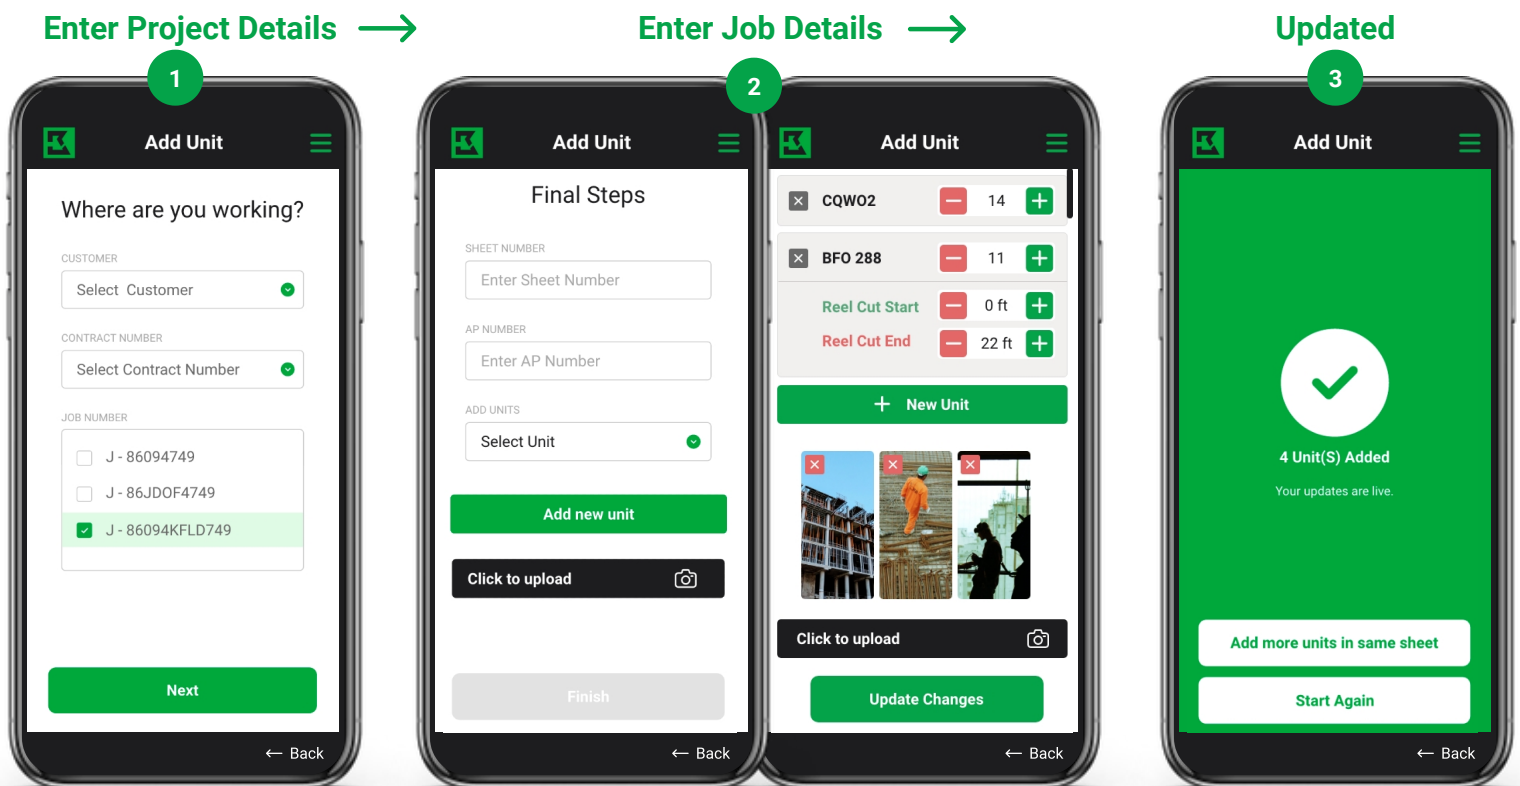 Enter Project Details
1
Add Unit
Where are you working?
CUSTOMER
Select Customer
CONTRACT NUMBER
Select Contract Number
JOB NUMBER
J - 86094749
J - 86JDOF4749
J - 86094KFLD749
Next
← Back
Enter Job Details
2
Add Unit
Final Steps
SHEET NUMBER
Enter Sheet Number
AP NUMBER
Enter AP Number
ADD UNITS
Select Unit
Add new unit
Click to upload
Finish
← Back
Add Unit
CQWO2 14
BFO 288 11
Reel Cut Start 0 ft
Reel Cut End 22 ft
+ New Unit
Click to upload
Update Changes
← Back
Updated
3
Add Unit
4 Unit(S) Added
Your updates are live.
Add more units in same sheet
Start Again
← Back